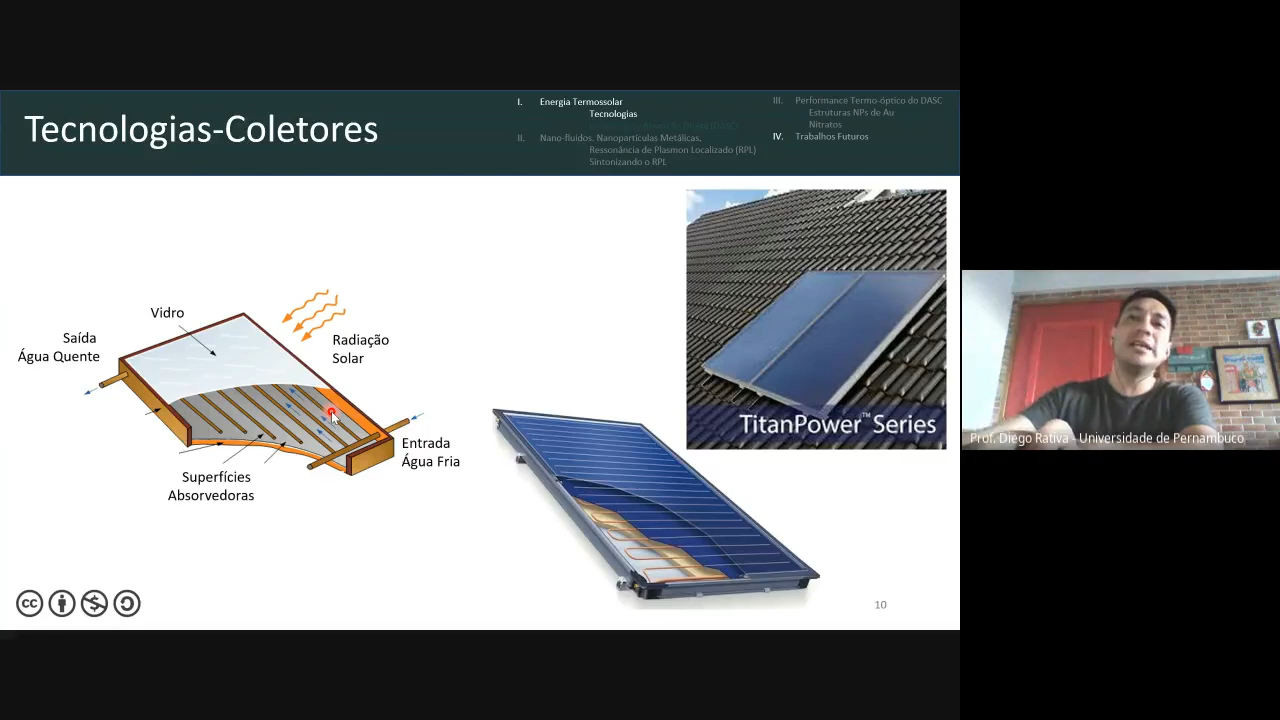 Tecnologias-Coletores
I. Energia Termossolar
Tecnologias
II. Nano-fluidos. Nanopartículas Metálicas.
Ressonância de Plasmon Localizado (RPL)
Sintonizando o RPL
III. Performance Termo-óptico do DASC
Estruturas NPs de Au
Nitratos
IV. Trabalhos Futuros
Vidro
Saída
Água Quente
Radiação
Solar
Entrada
Água Fria
Superfícies
Absorvedoras
TitanPower™Series
Prof. Diego Rativa - Universidade de Pernambuco
cc
10